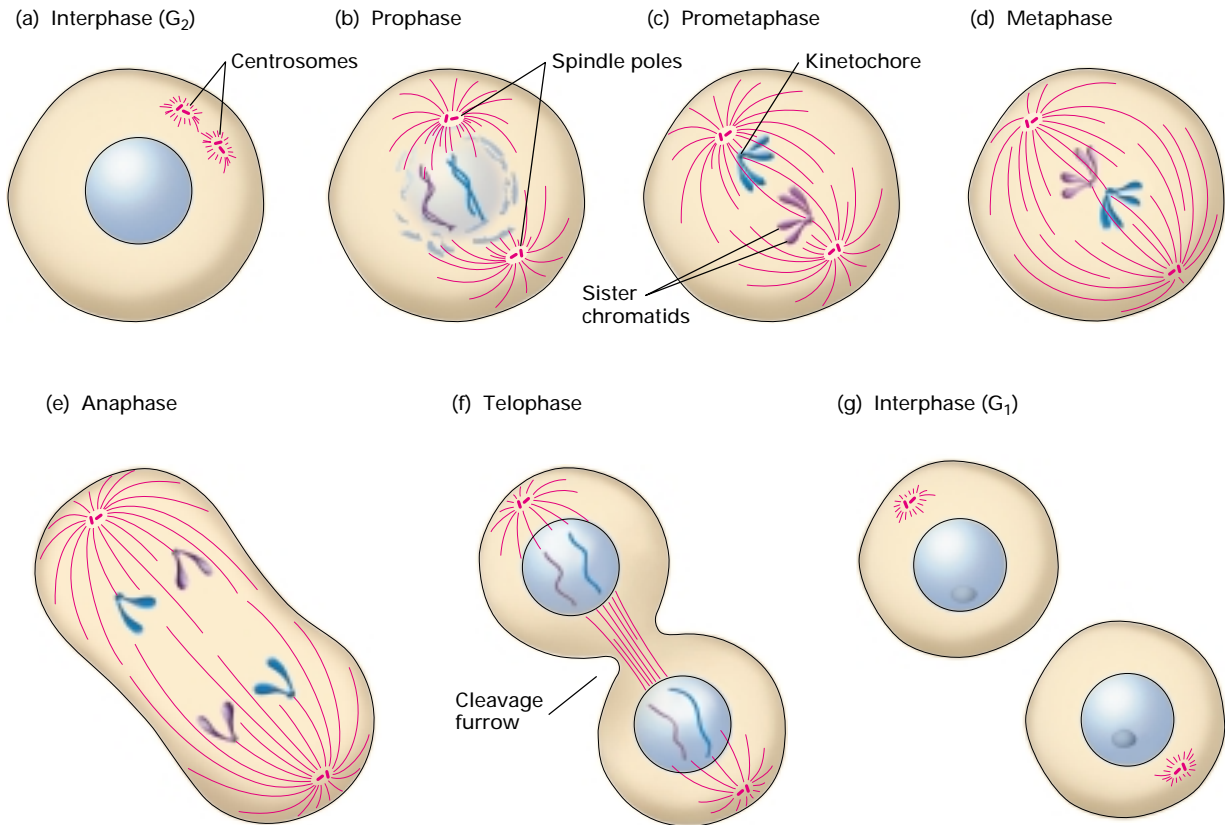 (a) Interphase (G₂)
(b) Prophase
(c) Prometaphase
(d) Metaphase
Centrosomes
Spindle poles
Kinetochore
Sister
chromatids
(e) Anaphase
(f) Telophase
(g) Interphase (G₁)
Cleavage
furrow